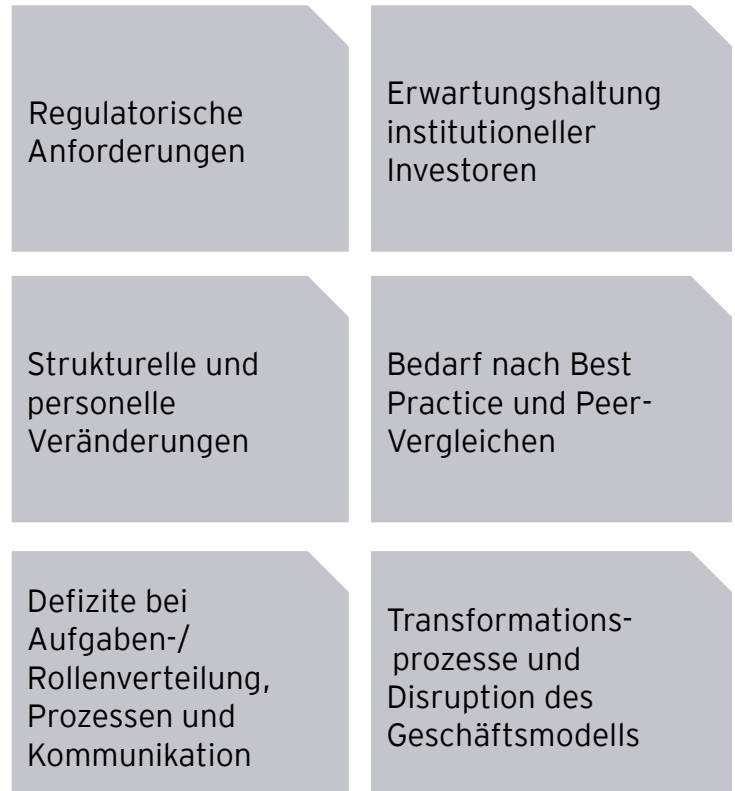 Regulatorische
Anforderungen
Erwartungshaltung
institutioneller
Investoren
Strukturelle und
personelle
Veränderungen
Bedarf nach Best
Practice und Peer-
Vergleichen
Defizite bei
Aufgaben-/
Rollenverteilung,
Prozessen und
Kommunikation
Transformations-
prozesse und
Disruption des
Geschäftsmodells